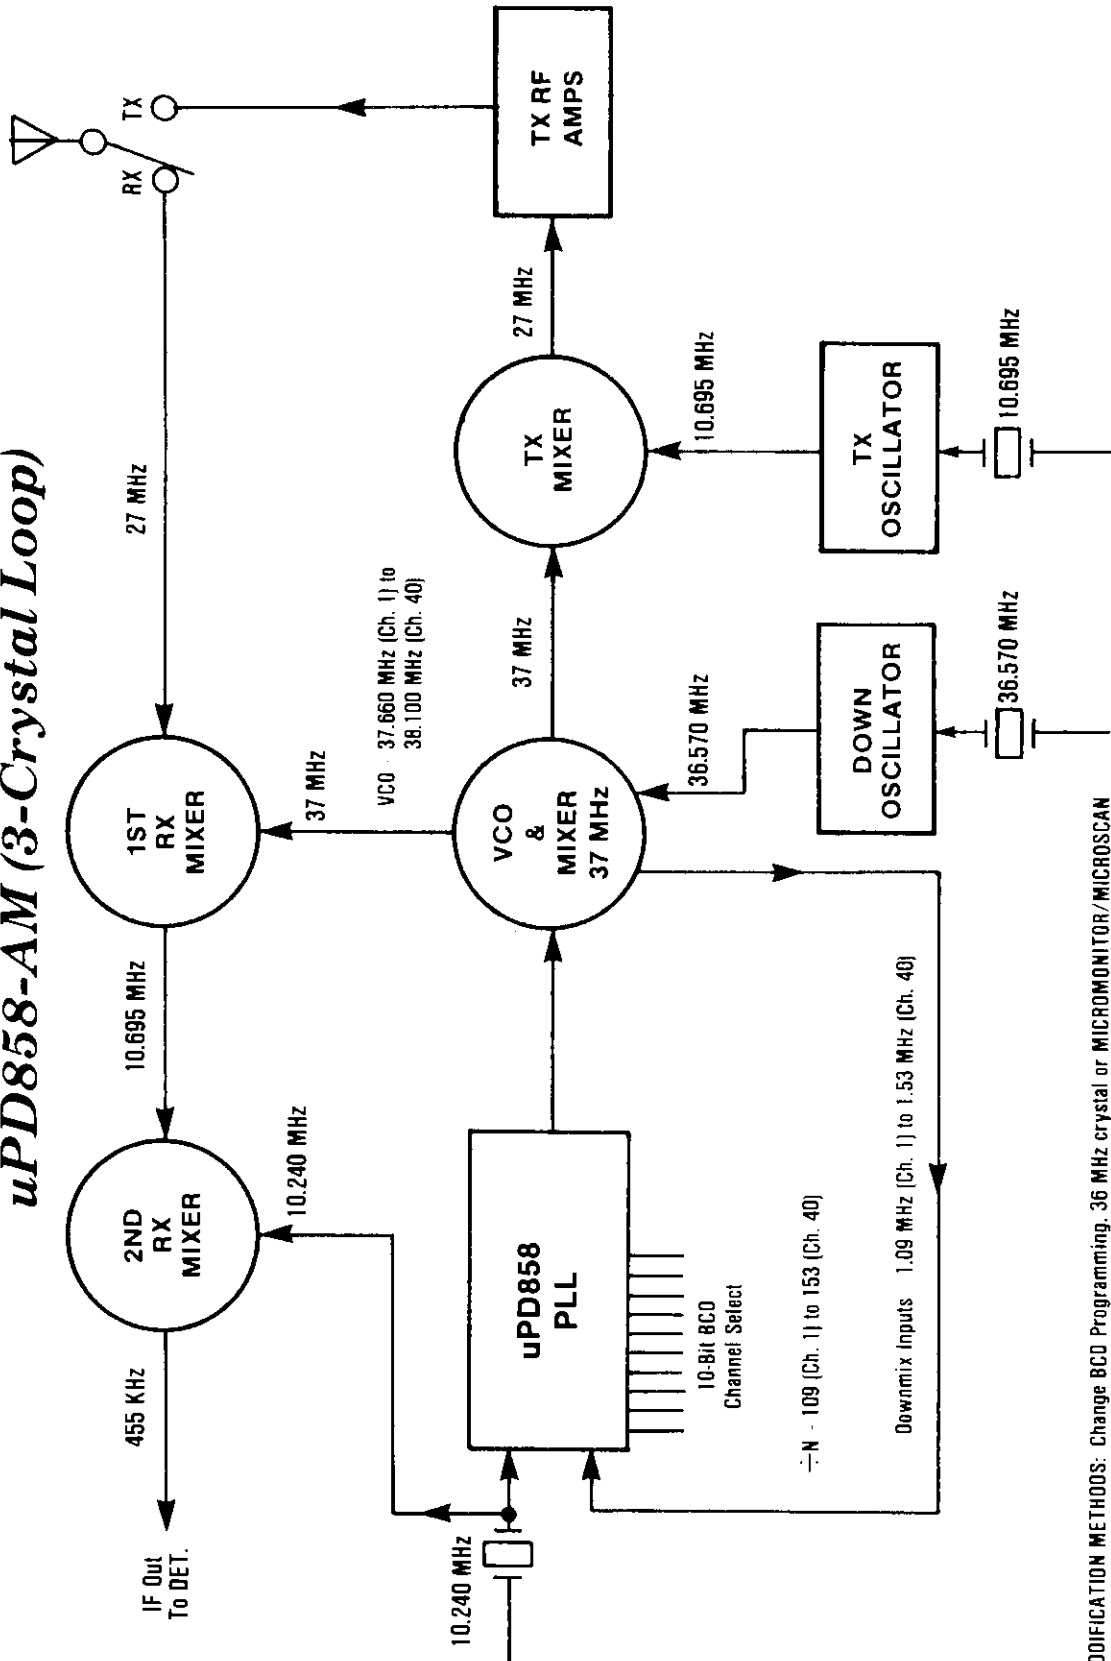 uPD858-AM (3-Crystal Loop)
IF Out
To DET.
455 KHz
2ND
RX
MIXER
10.695 MHz
1ST
RX
MIXER
27 MHz
RX
TX
10.240 MHz
37 MHz
VCO - 37.660 MHz (Ch. 1) to
38.100 MHz (Ch. 40)
10.240 MHz
uPD858
PLL
VCO
&
MIXER
37 MHz
37 MHz
TX
MIXER
27 MHz
TX RF
AMPS
10-Bit BCD
Channel Select
36.570 MHz
10.695 MHz
÷N - 109 (Ch. 1) to 153 (Ch. 40)
DOWN
OSCILLATOR
TX
OSCILLATOR
Downmix Inputs 1.09 MHz (Ch. 1) to 1.53 MHz (Ch. 40)
36.570 MHz
10.695 MHz
ODIFICATION METHODS: Change BCD Programming, 36 MHz crystal or MICROMONITOR/MICROSCAN